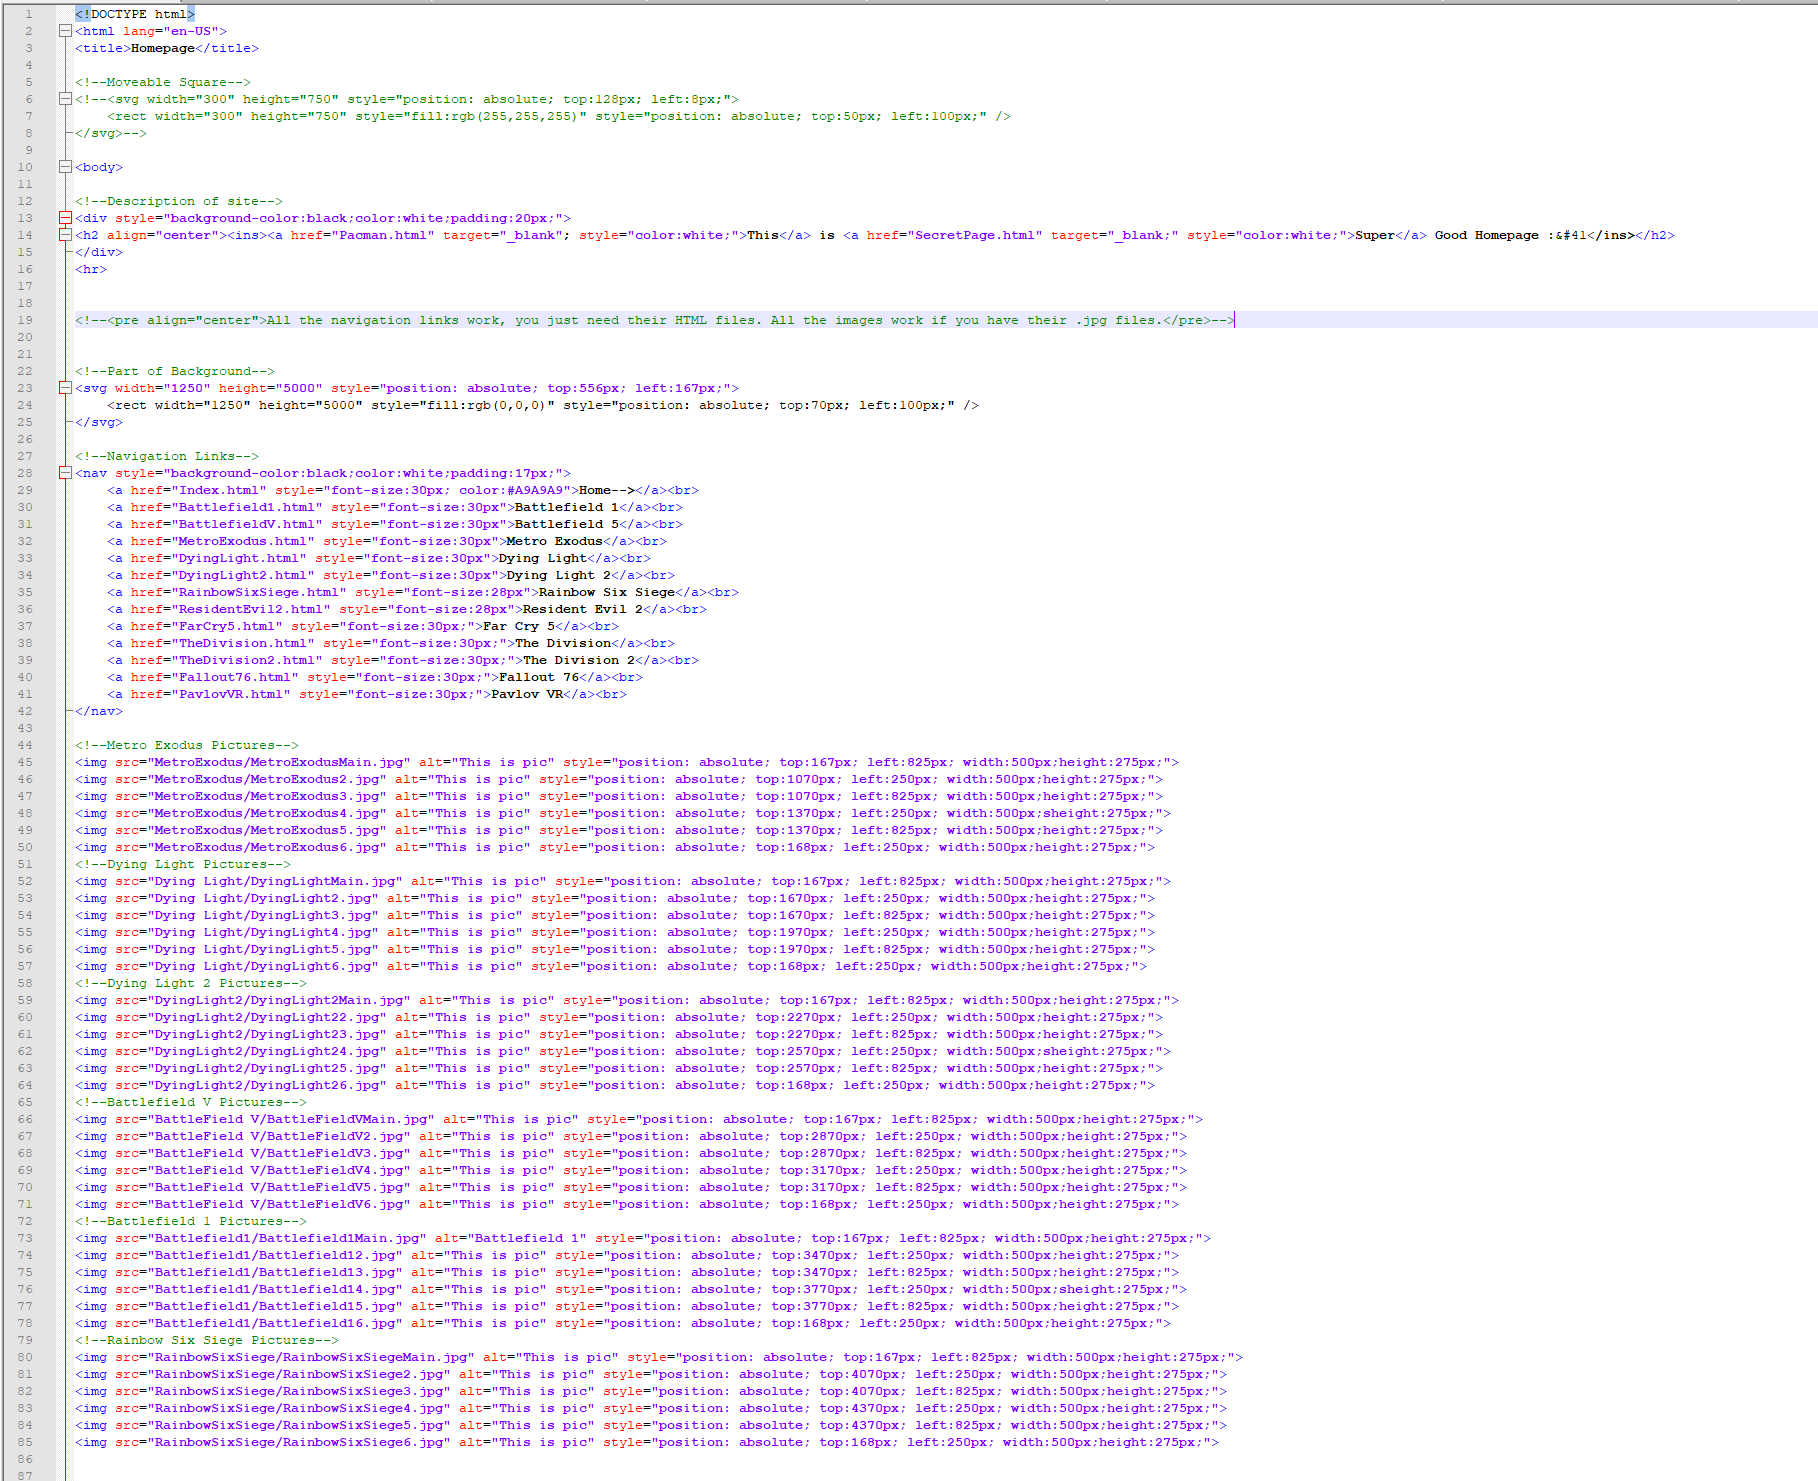 1 <!DOCTYPE html>
2 <html lang="en-US">
3 <title>Homepage</title>
4
5 <!--Moveable Square-->
6 <!--<svg width="300" height="750" style="position: absolute; top:128px; left:8px;">
7 <rect width="300" height="750" style="fill:rgb(255,255,255)" style="position: absolute; top:50px; left:100px;" />
8 </svg>-->
9
10 <body>
11
12 <!--Description of site-->
13 <div style="background-color:black;color:white;padding:20px;">
14 <h2 align="center"><ins><a href="Pacman.html" target="_blank"; style="color:white;">This</a> is <a href="SecretPage.html" target="_blank;" style="color:white;">Super</a> Good Homepage :&#41</ins></h2>
15 </div>
16 <hr>
17
18
19 <!--<pre align="center">All the navigation links work, you just need their HTML files. All the images work if you have their .jpg files.</pre>-->
20
21
22 <!--Part of Background-->
23 <svg width="1250" height="5000" style="position: absolute; top:556px; left:167px;">
24 <rect width="1250" height="5000" style="fill:rgb(0,0,0)" style="position: absolute; top:70px; left:100px;" />
25 </svg>
26
27 <!--Navigation Links-->
28 <nav style="background-color:black;color:white;padding:17px;">
29 <a href="Index.html" style="font-size:30px; color:#A9A9A9">Home--></a><br>
30 <a href="Battlefield1.html" style="font-size:30px">Battlefield 1</a><br>
31 <a href="BattlefieldV.html" style="font-size:30px">Battlefield 5</a><br>
32 <a href="MetroExodus.html" style="font-size:30px">Metro Exodus</a><br>
33 <a href="DyingLight.html" style="font-size:30px">Dying Light</a><br>
34 <a href="DyingLight2.html" style="font-size:30px">Dying Light 2</a><br>
35 <a href="RainbowSixSiege.html" style="font-size:28px">Rainbow Six Siege</a><br>
36 <a href="ResidentEvil2.html" style="font-size:28px">Resident Evil 2</a><br>
37 <a href="FarCry5.html" style="font-size:30px;">Far Cry 5</a><br>
38 <a href="TheDivision.html" style="font-size:30px;">The Division</a><br>
39 <a href="TheDivision2.html" style="font-size:30px;">The Division 2</a><br>
40 <a href="Fallout76.html" style="font-size:30px;">Fallout 76</a><br>
41 <a href="PavlovVR.html" style="font-size:30px;">Pavlov VR</a><br>
42 </nav>
43
44 <!--Metro Exodus Pictures-->
45 <img src="MetroExodus/MetroExodusMain.jpg" alt="This is pic" style="position: absolute; top:167px; left:825px; width:500px;height:275px;">
46 <img src="MetroExodus/MetroExodus2.jpg" alt="This is pic" style="position: absolute; top:1070px; left:250px; width:500px;height:275px;">
47 <img src="MetroExodus/MetroExodus3.jpg" alt="This is pic" style="position: absolute; top:1070px; left:825px; width:500px;height:275px;">
48 <img src="MetroExodus/MetroExodus4.jpg" alt="This is pic" style="position: absolute; top:1370px; left:250px; width:500px;sheight:275px;">
49 <img src="MetroExodus/MetroExodus5.jpg" alt="This is pic" style="position: absolute; top:1370px; left:825px; width:500px;height:275px;">
50 <img src="MetroExodus/MetroExodus6.jpg" alt="This is pic" style="position: absolute; top:168px; left:250px; width:500px;height:275px;">
51 <!--Dying Light Pictures-->
52 <img src="Dying Light/DyingLightMain.jpg" alt="This is pic" style="position: absolute; top:167px; left:825px; width:500px;height:275px;">
53 <img src="Dying Light/DyingLight2.jpg" alt="This is pic" style="position: absolute; top:1670px; left:250px; width:500px;height:275px;">
54 <img src="Dying Light/DyingLight3.jpg" alt="This is pic" style="position: absolute; top:1670px; left:825px; width:500px;height:275px;">
55 <img src="Dying Light/DyingLight4.jpg" alt="This is pic" style="position: absolute; top:1970px; left:250px; width:500px;height:275px;">
56 <img src="Dying Light/DyingLight5.jpg" alt="This is pic" style="position: absolute; top:1970px; left:825px; width:500px;height:275px;">
57 <img src="Dying Light/DyingLight6.jpg" alt="This is pic" style="position: absolute; top:168px; left:250px; width:500px;height:275px;">
58 <!--Dying Light 2 Pictures-->
59 <img src="DyingLight2/DyingLight2Main.jpg" alt="This is pic" style="position: absolute; top:167px; left:825px; width:500px;height:275px;">
60 <img src="DyingLight2/DyingLight22.jpg" alt="This is pic" style="position: absolute; top:2270px; left:250px; width:500px;height:275px;">
61 <img src="DyingLight2/DyingLight23.jpg" alt="This is pic" style="position: absolute; top:2270px; left:825px; width:500px;height:275px;">
62 <img src="DyingLight2/DyingLight24.jpg" alt="This is pic" style="position: absolute; top:2570px; left:250px; width:500px;sheight:275px;">
63 <img src="DyingLight2/DyingLight25.jpg" alt="This is pic" style="position: absolute; top:2570px; left:825px; width:500px;height:275px;">
64 <img src="DyingLight2/DyingLight26.jpg" alt="This is pic" style="position: absolute; top:168px; left:250px; width:500px;height:275px;">
65 <!--Battlefield V Pictures-->
66 <img src="BattleField V/BattleFieldVMain.jpg" alt="This is pic" style="position: absolute; top:167px; left:825px; width:500px;height:275px;">
67 <img src="BattleField V/BattleFieldV2.jpg" alt="This is pic" style="position: absolute; top:2870px; left:250px; width:500px;height:275px;">
68 <img src="BattleField V/BattleFieldV3.jpg" alt="This is pic" style="position: absolute; top:2870px; left:825px; width:500px;height:275px;">
69 <img src="BattleField V/BattleFieldV4.jpg" alt="This is pic" style="position: absolute; top:3170px; left:250px; width:500px;height:275px;">
70 <img src="BattleField V/BattleFieldV5.jpg" alt="This is pic" style="position: absolute; top:3170px; left:825px; width:500px;height:275px;">
71 <img src="BattleField V/BattleFieldV6.jpg" alt="This is pic" style="position: absolute; top:168px; left:250px; width:500px;height:275px;">
72 <!--Battlefield 1 Pictures-->
73 <img src="Battlefield1/Battlefield1Main.jpg" alt="Battlefield 1" style="position: absolute; top:167px; left:825px; width:500px;height:275px;">
74 <img src="Battlefield1/Battlefield12.jpg" alt="This is pic" style="position: absolute; top:3470px; left:250px; width:500px;height:275px;">
75 <img src="Battlefield1/Battlefield13.jpg" alt="This is pic" style="position: absolute; top:3470px; left:825px; width:500px;height:275px;">
76 <img src="Battlefield1/Battlefield14.jpg" alt="This is pic" style="position: absolute; top:3770px; left:250px; width:500px;sheight:275px;">
77 <img src="Battlefield1/Battlefield15.jpg" alt="This is pic" style="position: absolute; top:3770px; left:825px; width:500px;height:275px;">
78 <img src="Battlefield1/Battlefield16.jpg" alt="This is pic" style="position: absolute; top:168px; left:250px; width:500px;height:275px;">
79 <!--Rainbow Six Siege Pictures-->
80 <img src="RainbowSixSiege/RainbowSixSiegeMain.jpg" alt="This is pic" style="position: absolute; top:167px; left:825px; width:500px;height:275px;">
81 <img src="RainbowSixSiege/RainbowSixSiege2.jpg" alt="This is pic" style="position: absolute; top:4070px; left:250px; width:500px;height:275px;">
82 <img src="RainbowSixSiege/RainbowSixSiege3.jpg" alt="This is pic" style="position: absolute; top:4070px; left:825px; width:500px;height:275px;">
83 <img src="RainbowSixSiege/RainbowSixSiege4.jpg" alt="This is pic" style="position: absolute; top:4370px; left:250px; width:500px;height:275px;">
84 <img src="RainbowSixSiege/RainbowSixSiege5.jpg" alt="This is pic" style="position: absolute; top:4370px; left:825px; width:500px;height:275px;">
85 <img src="RainbowSixSiege/RainbowSixSiege6.jpg" alt="This is pic" style="position: absolute; top:168px; left:250px; width:500px;height:275px;">
86
87